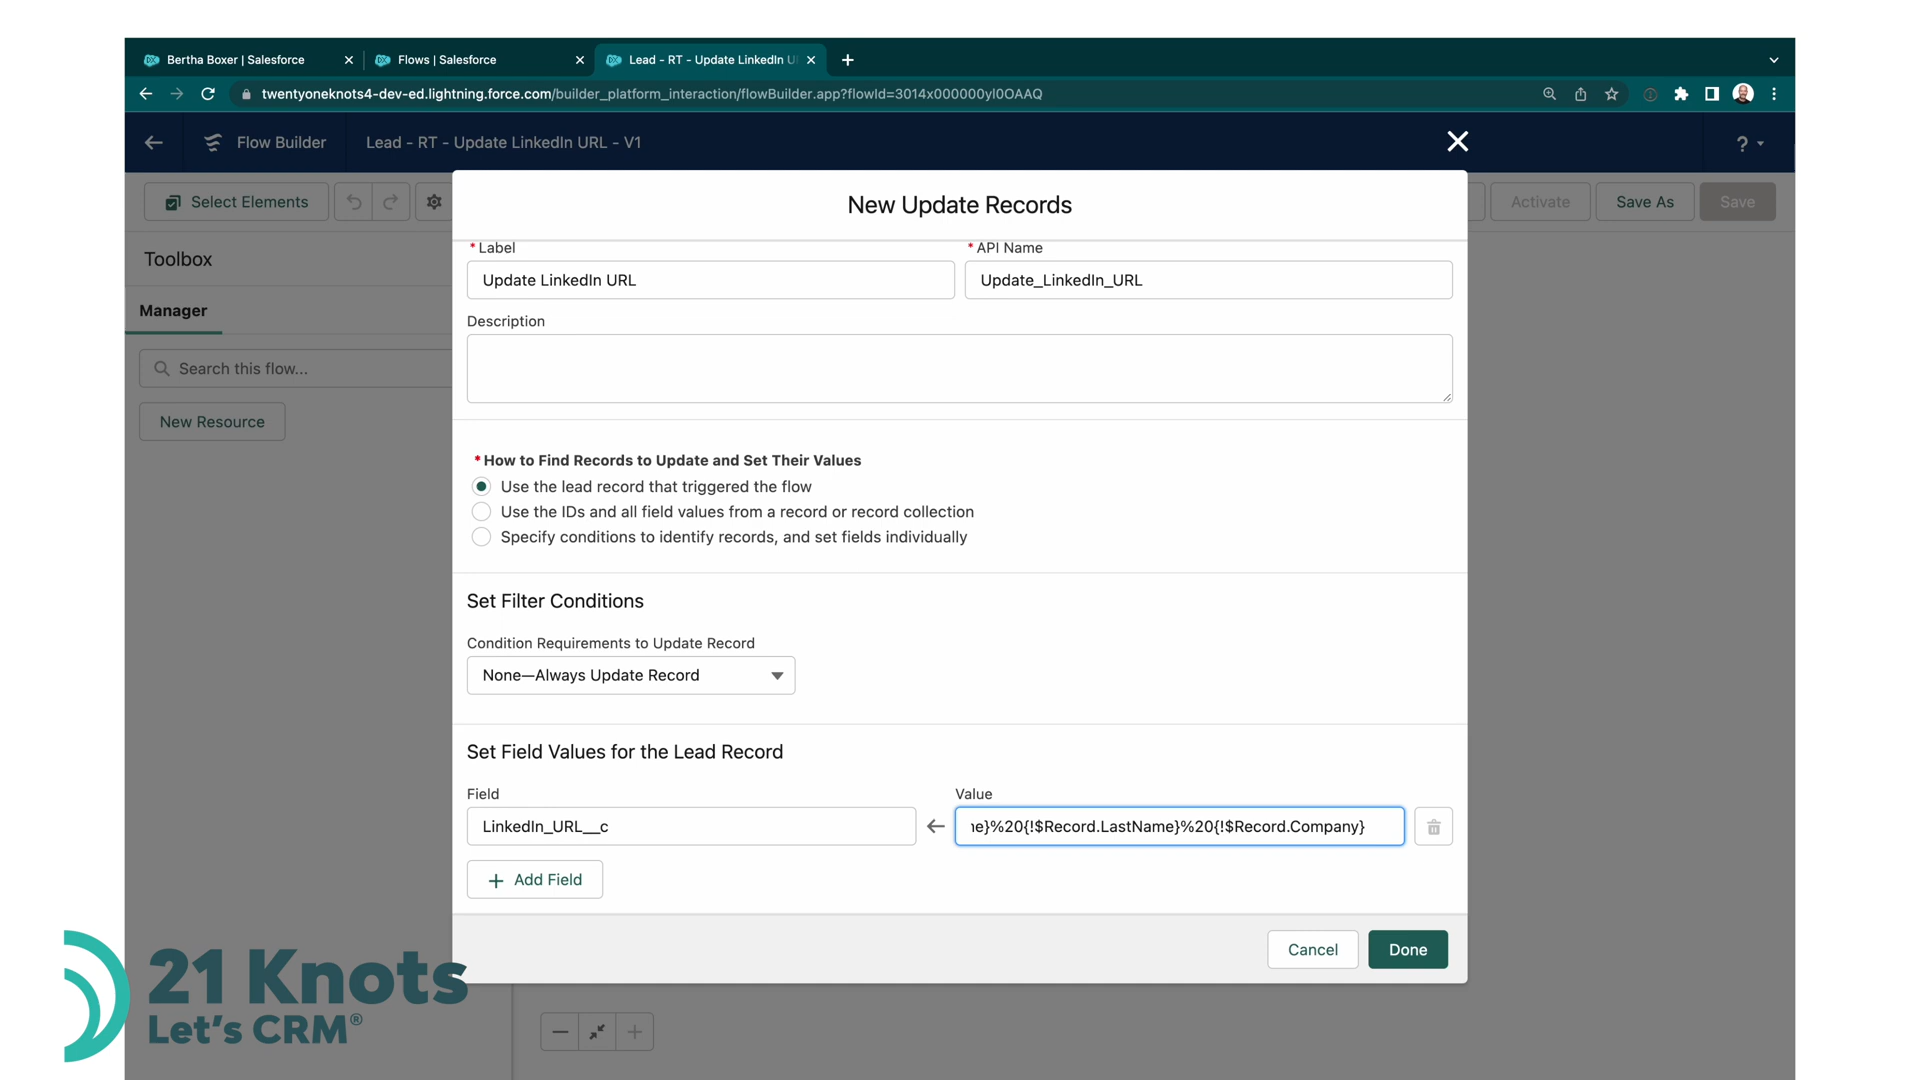 Bertha Boxer | Salesforce
Flows | Salesforce
Lead - RT - Update LinkedIn U
twentyoneknots4-dev-ed.lightning.force.com/builder_platform_interaction/flowBuilder.app?flowId=3014x000000yl0OAAQ
Flow Builder
Lead - RT - Update LinkedIn URL - V1
?
Select Elements
Activate
Save As
Save
Toolbox
Manager
Search this flow...
New Resource
New Update Records
* Label
* API Name
Update LinkedIn URL
Update_LinkedIn_URL
Description
* How to Find Records to Update and Set Their Values
Use the lead record that triggered the flow
Use the IDs and all field values from a record or record collection
Specify conditions to identify records, and set fields individually
Set Filter Conditions
Condition Requirements to Update Record
None—Always Update Record
Set Field Values for the Lead Record
Field
Value
LinkedIn_URL__c
e}%20{!$Record.LastName}%20{!$Record.Company}
+ Add Field
Cancel
Done
21 Knots
Let's CRM®